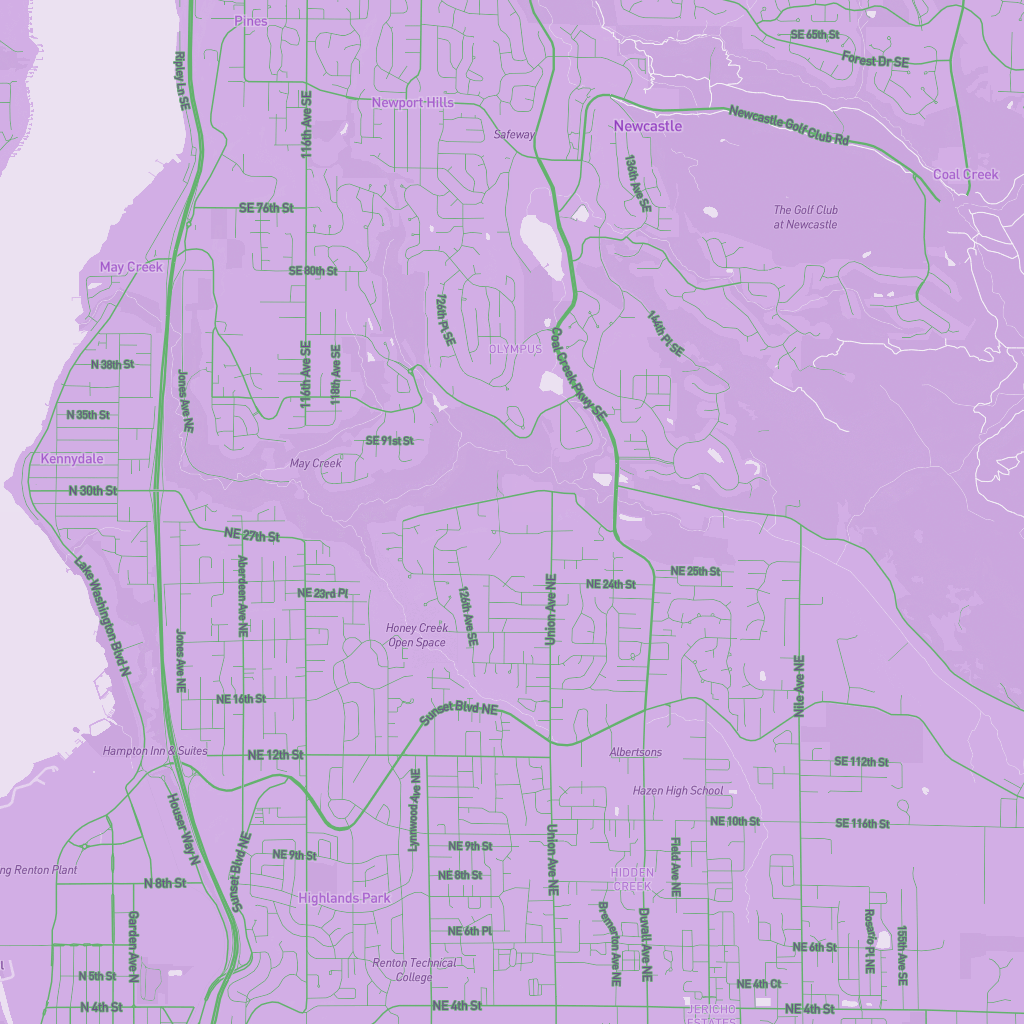 Pines
SE 65th St
Forest Dr SE
Ripley Ln SE
Newport Hills
116th Ave SE
Safeway
Newcastle
Newcastle Golf Club Rd
136th Ave SE
Coal Creek
SE 76th St
The Golf Club
at Newcastle
May Creek
SE 80th St
126th Pl SE
144th Pl SE
OLYMPUS
Coal Creek Pkwy SE
N 38th St
116th Ave SE
118th Ave SE
Jones Ave NE
N 35th St
SE 91st St
Kennydale
May Creek
N 30th St
NE 27th St
Lake Washington Blvd N
Aberdeen Ave NE
NE 23rd Pl
126th Ave SE
Union Ave NE
NE 24th St
NE 25th St
Honey Creek
Open Space
Jones Ave NE
Nile Ave NE
NE 16th St
Sunset Blvd NE
Hampton Inn & Suites
NE 12th St
Albertsons
SE 112th St
Hazen High School
Houser Way N
Lynnwood Ave NE
NE 10th St
SE 116th St
Sunset Blvd NE
NE 9th St
NE 9th St
Union Ave NE
Field Ave NE
ng Renton Plant
N 8th St
NE 8th St
HIDDEN
CREEK
Highlands Park
Garden Ave N
NE 6th Pl
Bremerton Ave NE
Duvall Ave NE
NE 6th St
Rosario Pl NE
155th Ave SE
Renton Technical
College
N 5th St
NE 4th Ct
N 4th St
NE 4th St
JERICHO
ESTATES
NE 4th St